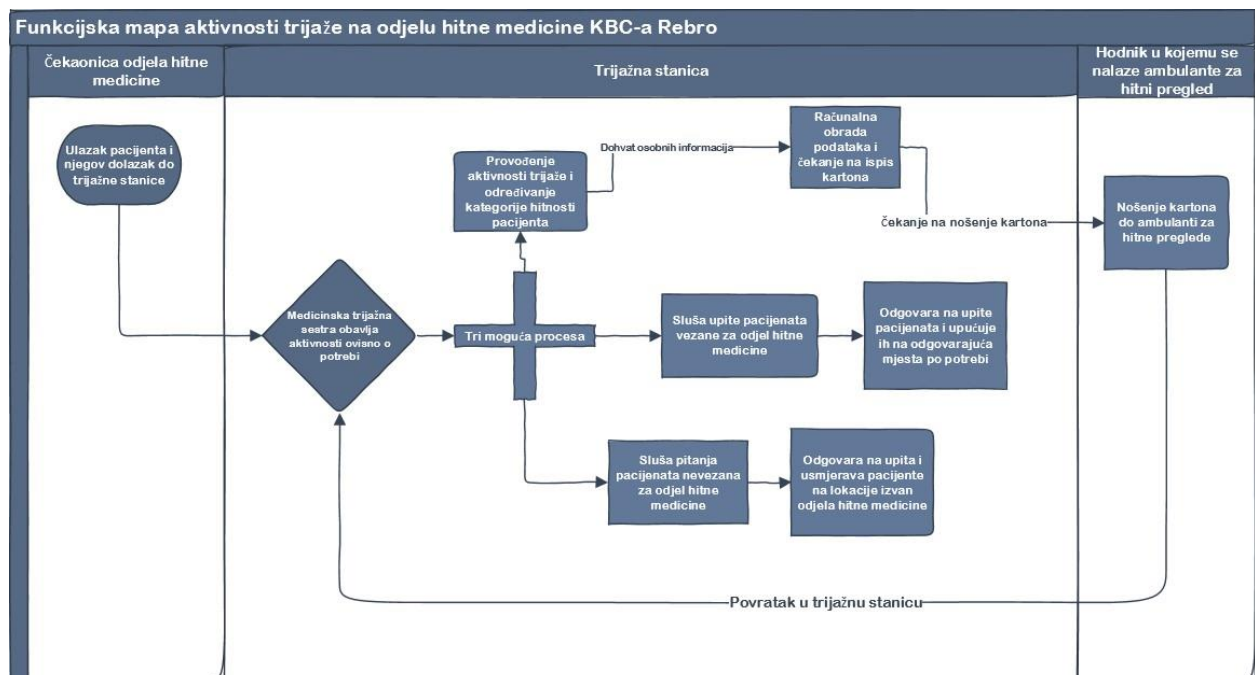 Funkcijska mapa aktivnosti trijaže na odjelu hitne medicine KBC-a Rebro
Čekaonica odjela hitne
medicine
Trijažna stanica
Hodnik u kojemu se
nalaze ambulante za
hitni pregled
Ulazak pacijenta i
njegov dolazak do
trijažne stanice
Provođenje
aktivnosti trijaže i
određivanje
kategorije hitnosti
pacijenta
Dohvat osobnih informacija
Računalna
obrada
podataka i
čekanje na ispis
kartona
Čekanje na nošenje kartona
Nošenje kartona
do ambulanti za
hitne preglede
Medicinska trijažna
sestra obavlja
aktivnosti ovisno o
potrebi
Tri moguća procesa
Sluša upite pacijenata
vezane za odjel hitne
medicine
Odgovara na upite
pacijenata i upućuje
ih na odgovarajuća
mjesta po potrebi
Sluša pitanja
pacijenata nevezana
za odjel hitne
medicine
Odgovara na upita i
usmjerava pacijente
na lokacije izvan
odjela hitne medicine
Povratak u trijažnu stanicu